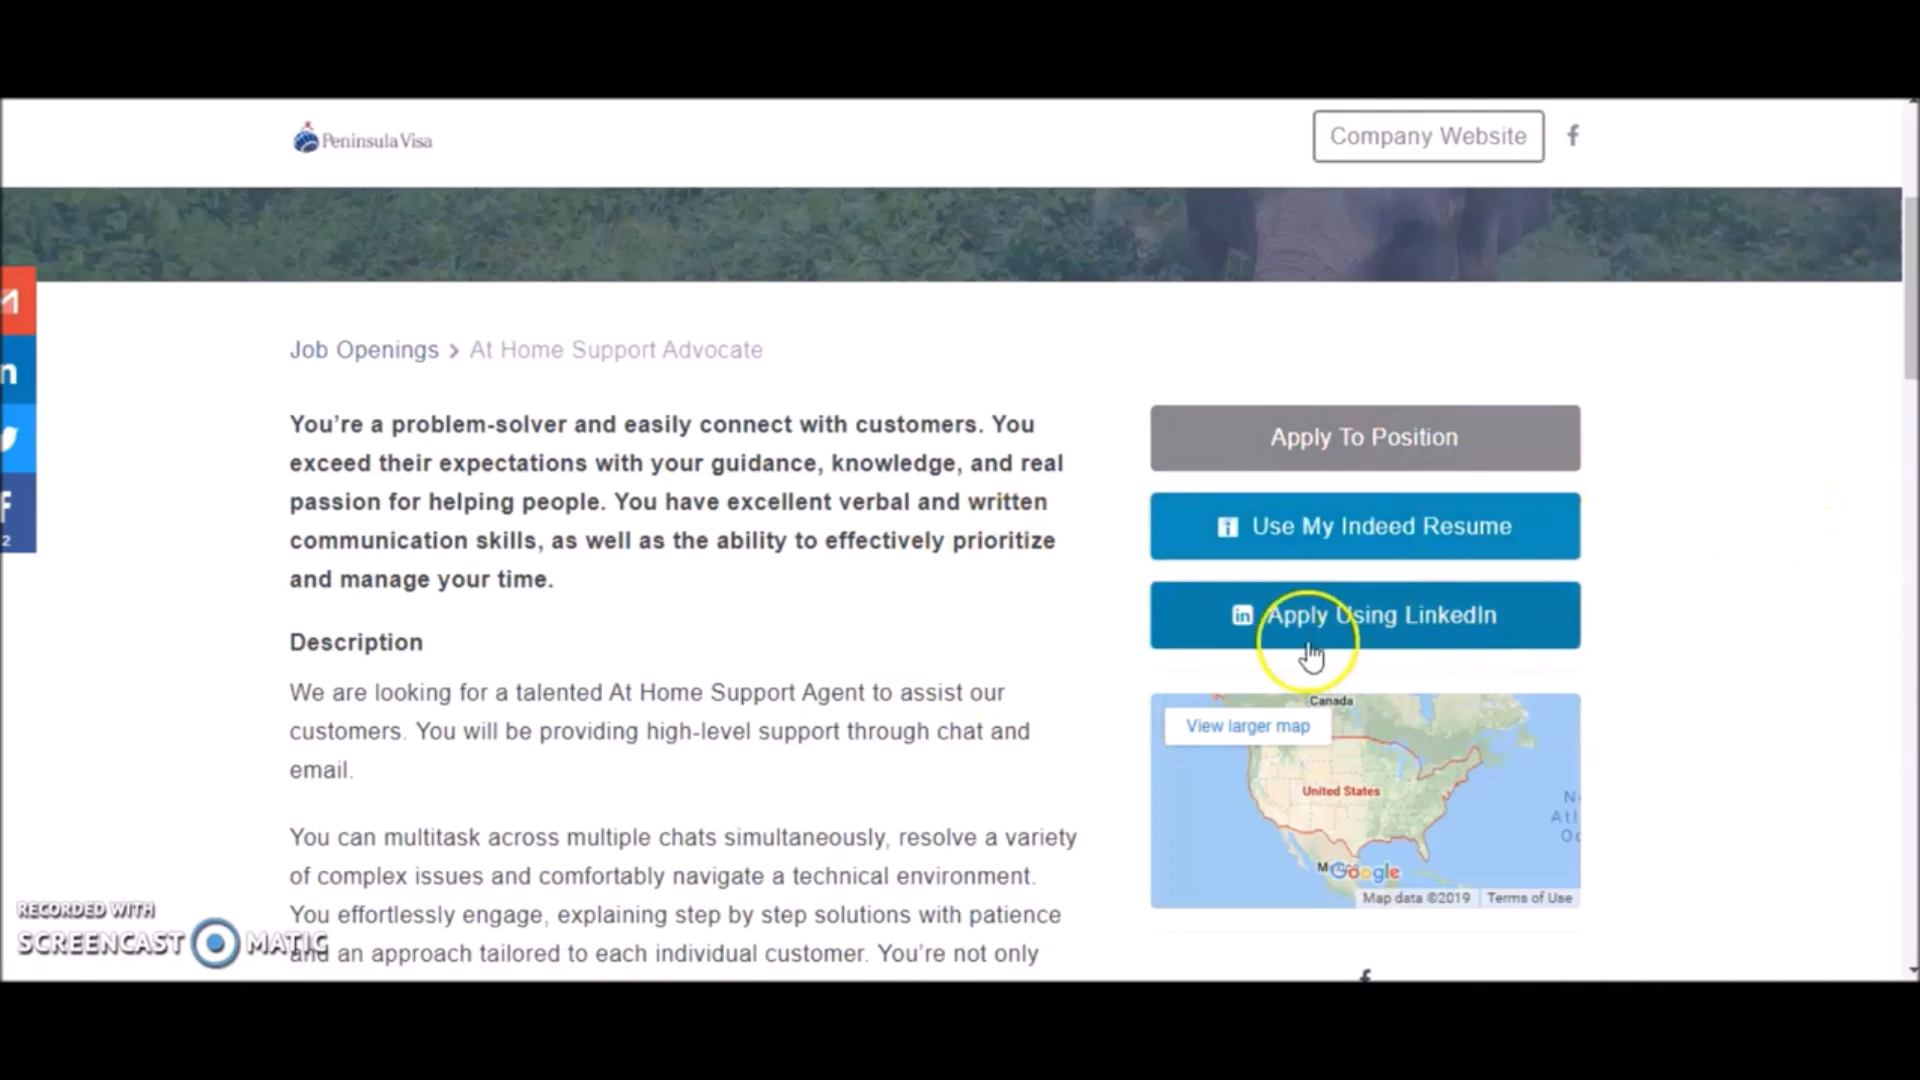 Peninsula Visa
Company Website
Job Openings > At Home Support Advocate
You’re a problem-solver and easily connect with customers. You
exceed their expectations with your guidance, knowledge, and real
passion for helping people. You have excellent verbal and written
communication skills, as well as the ability to effectively prioritize
and manage your time.
Description
We are looking for a talented At Home Support Agent to assist our
customers. You will be providing high-level support through chat and
email.
You can multitask across multiple chats simultaneously, resolve a variety
of complex issues and comfortably navigate a technical environment.
You effortlessly engage, explaining step by step solutions with patience
and an approach tailored to each individual customer. You’re not only
Apply To Position
Use My Indeed Resume
in Apply Using LinkedIn
Canada
View larger map
United States
Google
Map data ©2019 Terms of Use
2
RECORDED WITH
SCREENCAST MATIC